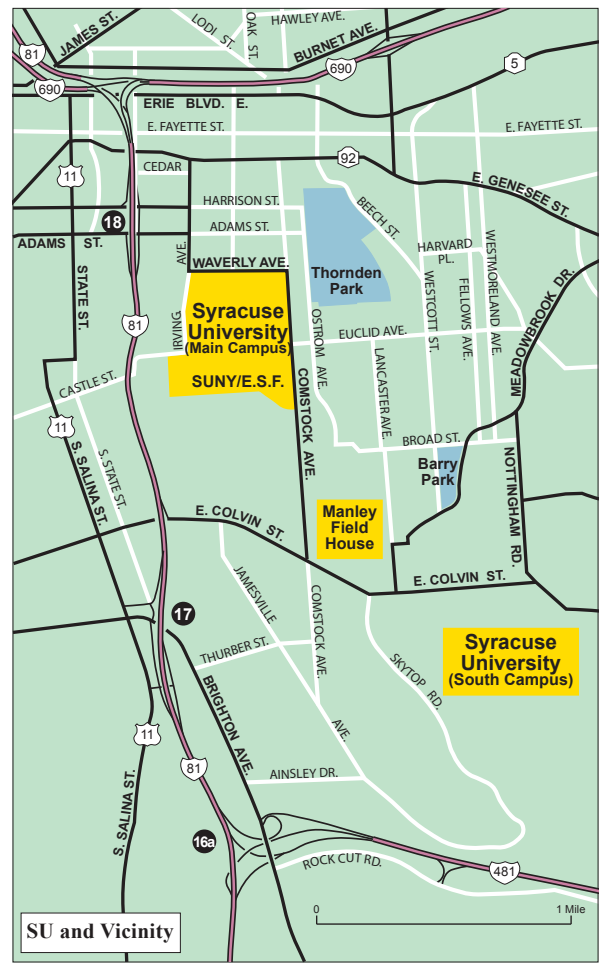 HAWLEY AVE.
OAK ST.
LODI ST.
JAMES ST.
BURNET AVE.
81
690
690
5
ERIE BLVD. E.
E. FAYETTE ST.
E. FAYETTE ST.
11
CEDAR
92
E. GENESEE ST.
18
HARRISON ST.
BEECH ST.
ADAMS ST.
ADAMS ST.
AVE.
WAVERLY AVE.
HARVARD
PL.
Thornden
Park
STATE ST.
IRVING
Syracuse
University
(Main Campus)
SUNY/E.S.F.
OSTROM AVE.
WESTCOTT ST.
FELLOWS AVE.
WESTMORELAND AVE.
MEADOWBROOK DR.
81
EUCLID AVE.
LANCASTER AVE.
CASTLE ST.
COMSTOCK AVE.
11
S. SALINA ST.
S. STATE ST.
BROAD ST.
Barry
Park
NOTTINGHAM RD.
Manley
Field
House
E. COLVIN ST.
E. COLVIN ST.
JAMESVILLE
AVE.
COMSTOCK AVE.
17
THURBER ST.
SKYTOP RD.
Syracuse
University
(South Campus)
BRIGHTON AVE.
11
S. SALINA ST.
81
AINSLEY DR.
16a
ROCK CUT RD.
481
0
1 Mile
SU and Vicinity